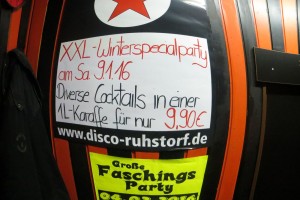 XXL-Winterspecialparty
am Sa 9.1.16
Diverse Cocktails in einer
1L-Karaffe für nur 9,90€
www.disco-ruhstorf.de
Große
Faschings
Party